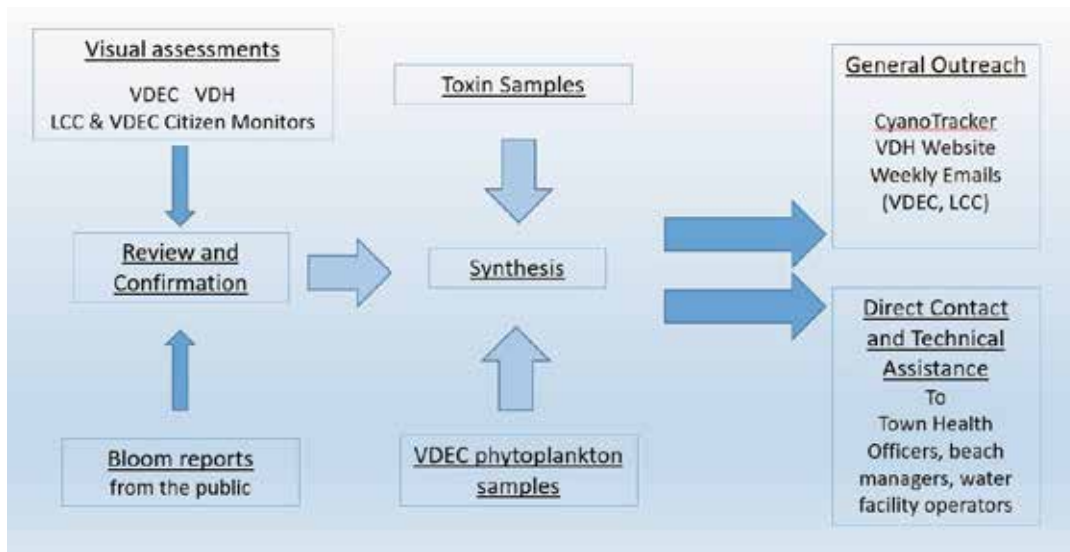 Visual assessments
VDEC VDH
LCC & VDEC Citizen Monitors
Review and
Confirmation
Bloom reports
from the public
Toxin Samples
Synthesis
VDEC phytoplankton
samples
General Outreach
CyanoTracker
VDH Website
Weekly Emails
(VDEC, LCC)
Direct Contact
and Technical
Assistance
To
Town Health
Officers, beach
managers, water
facility operators